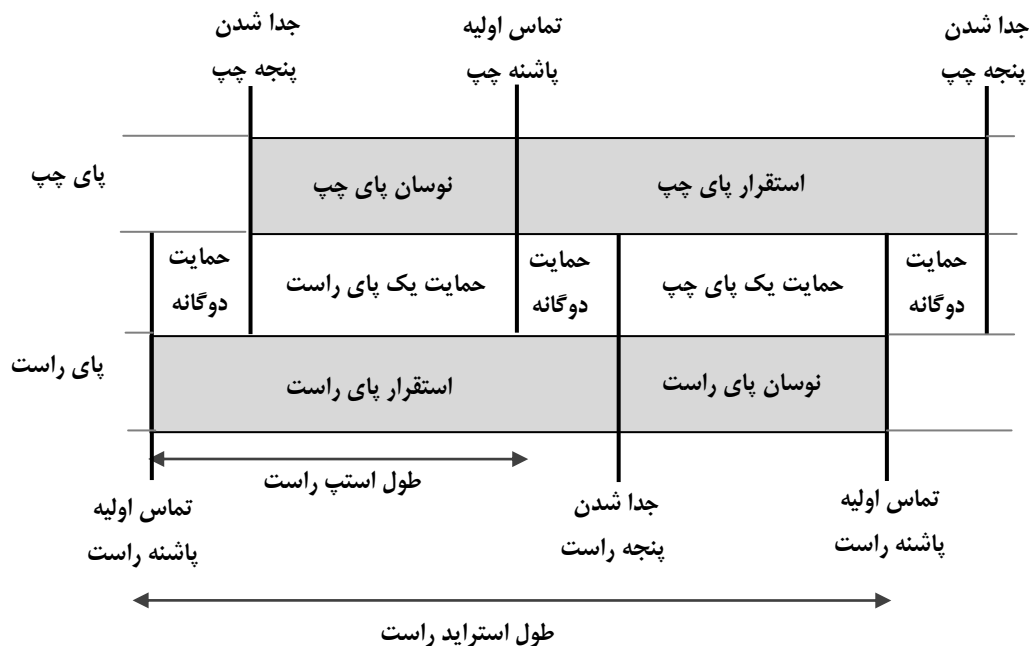 جدا شدن
پنجه چپ
تماس اولیه
پاشنه چپ
جدا شدن
پنجه چپ
پای چپ
نوسان پای چپ
استقرار پای چپ
حمایت
دوگانه
حمایت یک پای راست
حمایت
دوگانه
حمایت یک پای چپ
حمایت
دوگانه
پای راست
استقرار پای راست
نوسان پای راست
طول استپ راست
تماس اولیه
پاشنه راست
جدا شدن
پنجه راست
تماس اولیه
پاشنه راست
طول استراید راست